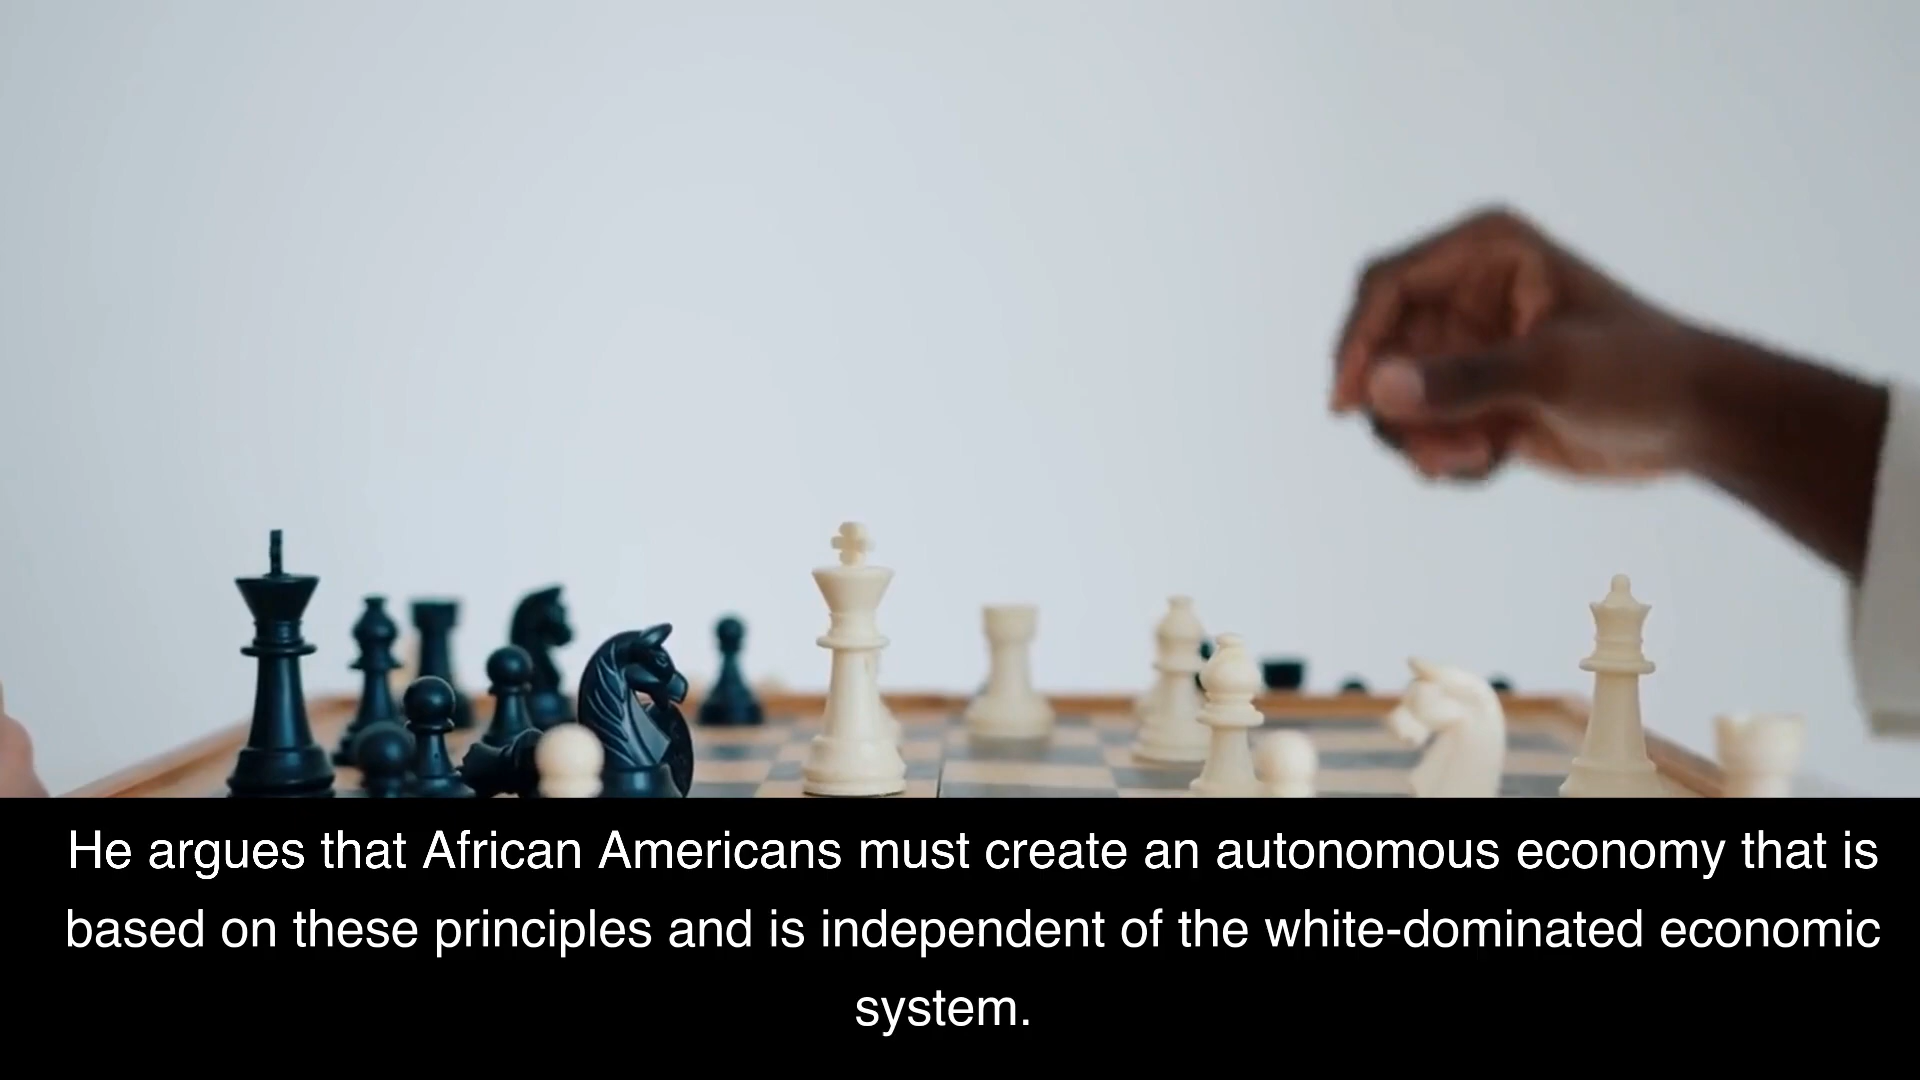 He argues that African Americans must create an autonomous economy that is
based on these principles and is independent of the white-dominated economic
system.